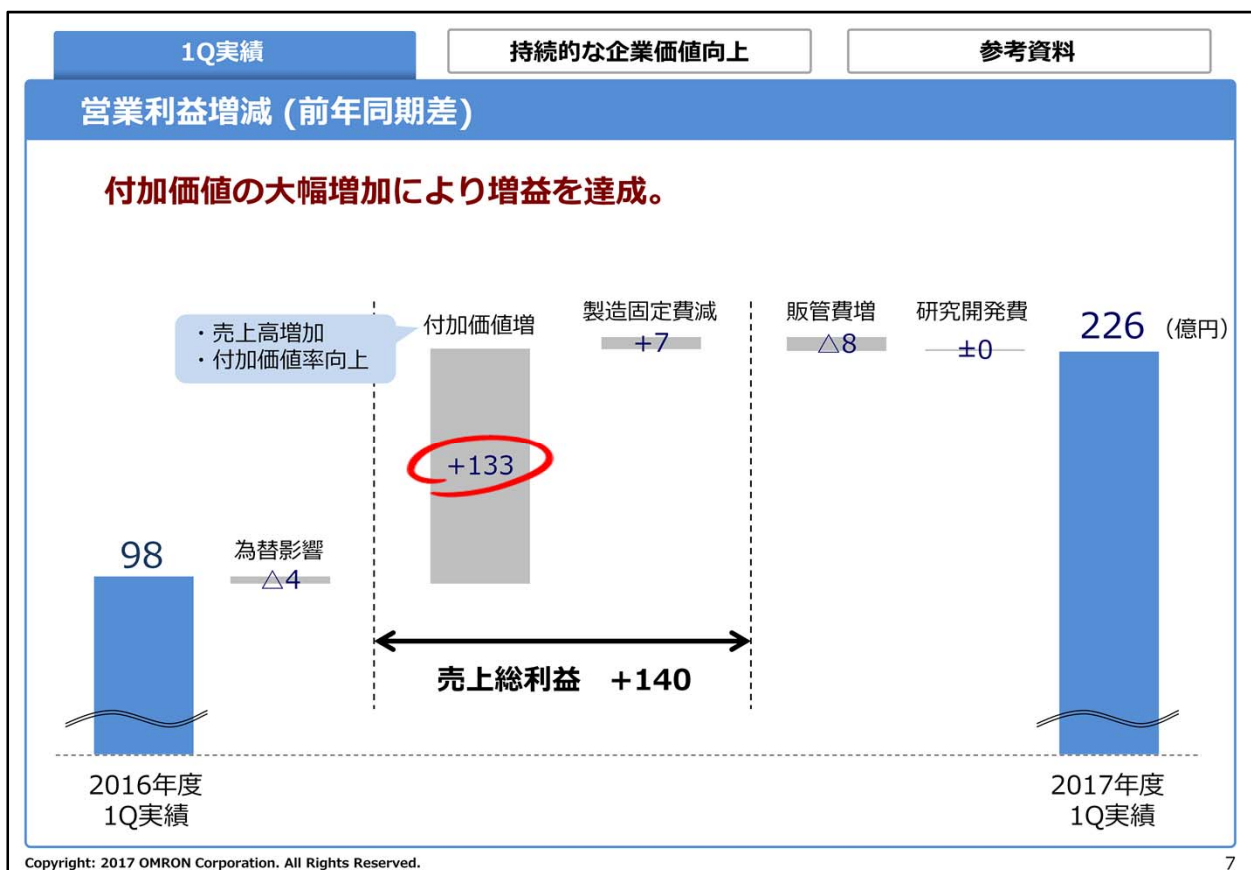 1Q実績
持続的な企業価値向上
参考資料
営業利益増減 (前年同期差)
付加価値の大幅増加により増益を達成。
・売上高増加
・付加価値率向上
付加価値増
製造固定費減
販管費増
研究開発費
+7
△8
±0
226 (億円)
+133
98
為替影響
△4
売上総利益 +140
2016年度
1Q実績
2017年度
1Q実績
Copyright: 2017 OMRON Corporation. All Rights Reserved.
7